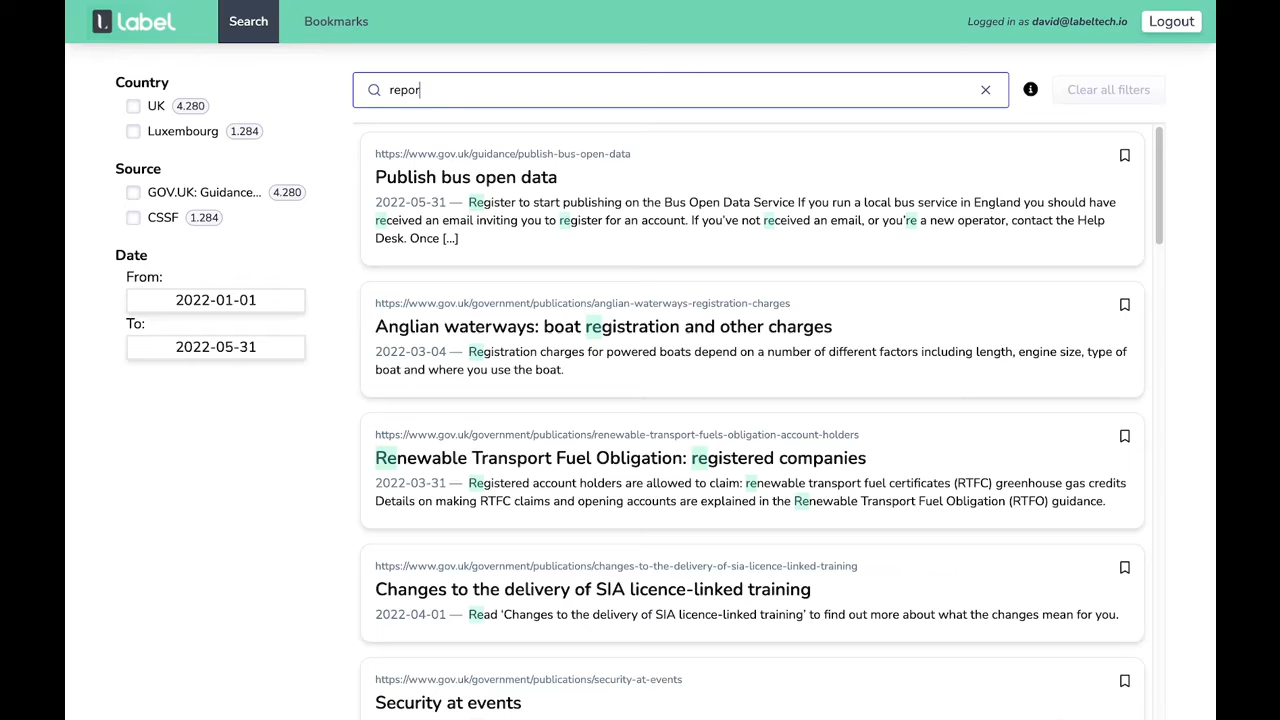 label
Search
Bookmarks
Logged in as david@labeltech.io
Logout
Country
UK 4.280
Luxembourg 1.284
Source
GOV.UK: Guidance... 4.280
CSSF 1.284
Date
From:
2022-01-01
To:
2022-05-31
repor
Clear all filters
https://www.gov.uk/guidance/publish-bus-open-data
Publish bus open data
2022-05-31 — Register to start publishing on the Bus Open Data Service If you run a local bus service in England you should have
received an email inviting you to register for an account. If you've not received an email, or you're a new operator, contact the Help
Desk. Once [...]
https://www.gov.uk/government/publications/anglian-waterways-registration-charges
Anglian waterways: boat registration and other charges
2022-03-04 — Registration charges for powered boats depend on a number of different factors including length, engine size, type of
boat and where you use the boat.
https://www.gov.uk/government/publications/renewable-transport-fuels-obligation-account-holders
Renewable Transport Fuel Obligation: registered companies
2022-03-31 — Registered account holders are allowed to claim: renewable transport fuel certificates (RTFC) greenhouse gas credits
Details on making RTFC claims and opening accounts are explained in the Renewable Transport Fuel Obligation (RTFO) guidance.
https://www.gov.uk/government/publications/changes-to-the-delivery-of-sia-licence-linked-training
Changes to the delivery of SIA licence-linked training
2022-04-01 — Read 'Changes to the delivery of SIA licence-linked training' to find out more about what the changes mean for you.
https://www.gov.uk/government/publications/security-at-events
Security at events